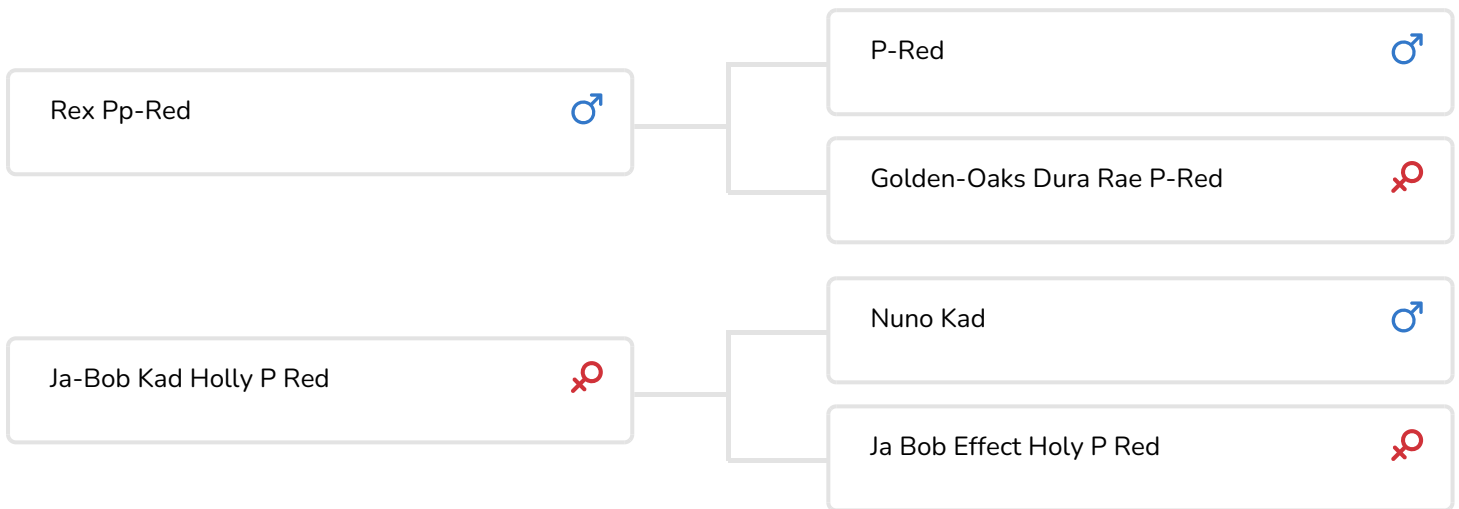 P-Red
Rex Pp-Red
Golden-Oaks Dura Rae P-Red
Nuno Kad
Ja-Bob Kad Holly P Red
Ja Bob Effect Holy P Red